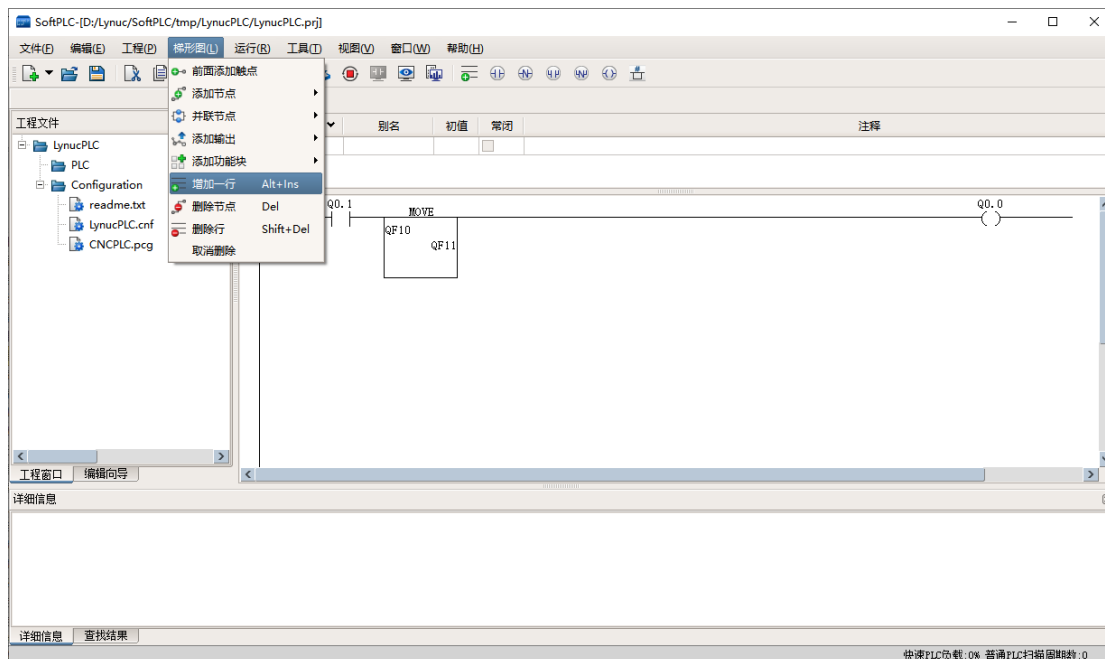 SoftPLC-[D:/Lynuc/SoftPLC/tmp/LynucPLC/LynucPLC.prj]
文件(F) 编辑(E) 工程(P) 梯形图(L) 运行(R) 工具(T) 视图(V) 窗口(W) 帮助(H)
前面添加触点
添加节点
并联节点
添加输出
添加功能块
增加一行 Alt+Ins
删除节点 Del
删除行 Shift+Del
取消删除
工程文件
LynucPLC
PLC
Configuration
readme.txt
LynucPLC.cnf
CNCPLC.pcg
别名 初值 常闭 注释
Q0.1 MOVE Q0.0
QF10
QF11
工程窗口 编辑向导
详细信息
详细信息 查找结果
快速PLC负载:0% 普通PLC扫描周期数:0